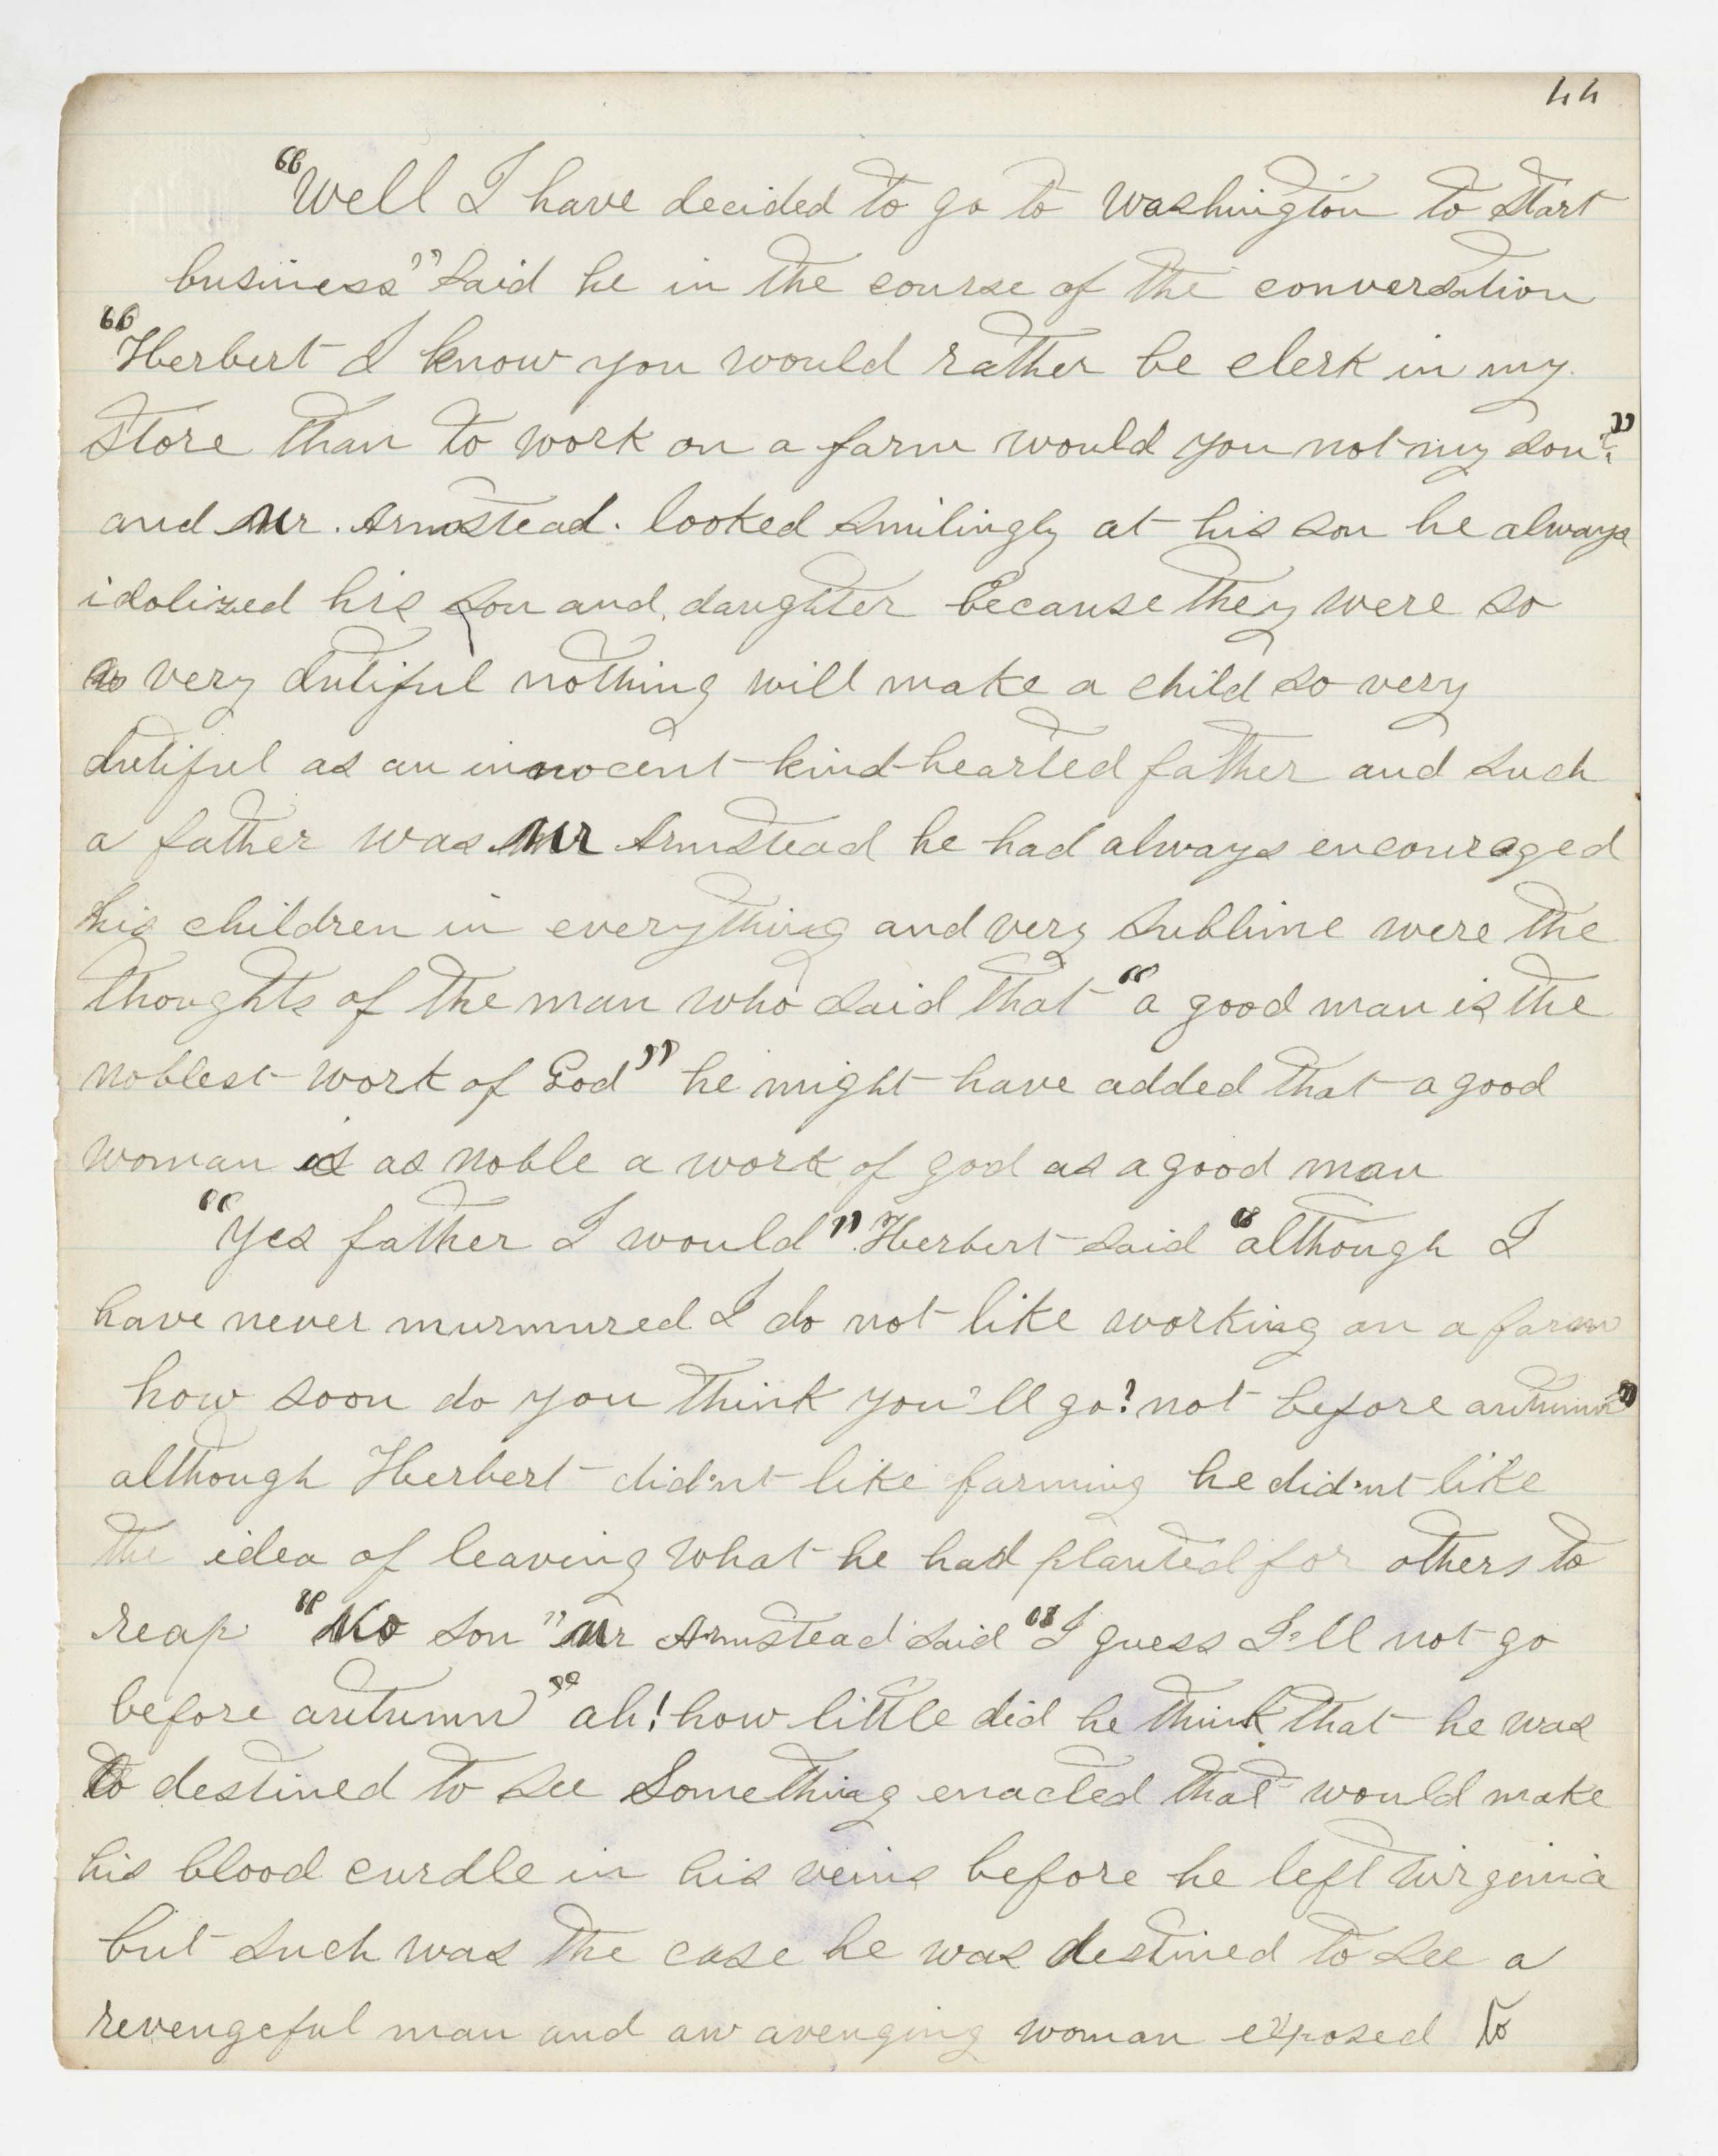 44
"Well I have decided to go to Washington to start
business" said he in the course of the conversation
"Herbert I know you would rather be clerk in my
store than to work on a farm would you not my son?"
and Mr. Armstead. looked smilingly at his son he always
idolized his son and daughter because they were so
very dutiful nothing will make a child so very
dutiful as an innocent kind hearted father and such
a father was Mr Armstead he had always encouraged
his children in everything and very sublime were the
thoughts of the man who said that "a good man is the
noblest work of God" he might have added that a good
woman is as noble a work of god as a good man
"Yes father I would" Herbert said "although I
have never murmured I do not like working on a farm
how soon do you think you'll go? not before autumn"
although Herbert did'nt like farming he did'nt like
the idea of leaving what he had planted for others to
reap "No son" Mr Armstead said "I guess I'll not go
before autumn" ah! how little did he think that he was
to destined to see something enacted that would make
his blood curdle in his veins before he left Virginia
but such was the case he was destined to see a
revengeful man and an avenging woman exposed to